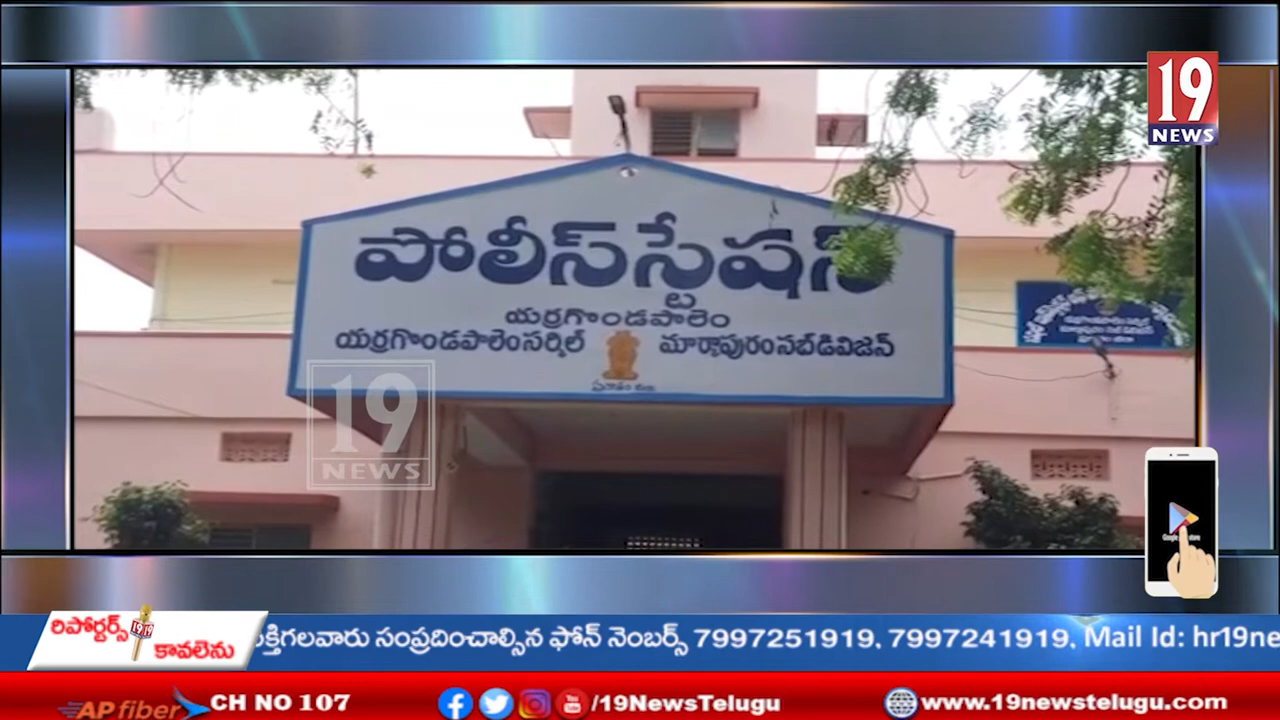 19
NEWS
పోలీస్ స్టేషన్
యర్రగొండపాలెం
యర్రగొండపాలెం సర్కిల్ మార్కాపురం సబ్ డివిజన్
ప్రకాశం జిల్లా
19
NEWS
రిపోర్టర్స్
కావలెను
క్తిగలవారు సంప్రదించాల్సిన ఫోన్ నెంబర్స్ 7997251919, 7997241919, Mail Id: hr19ne
AP fiber CH NO 107 /19NewsTelugu www.19newstelugu.com